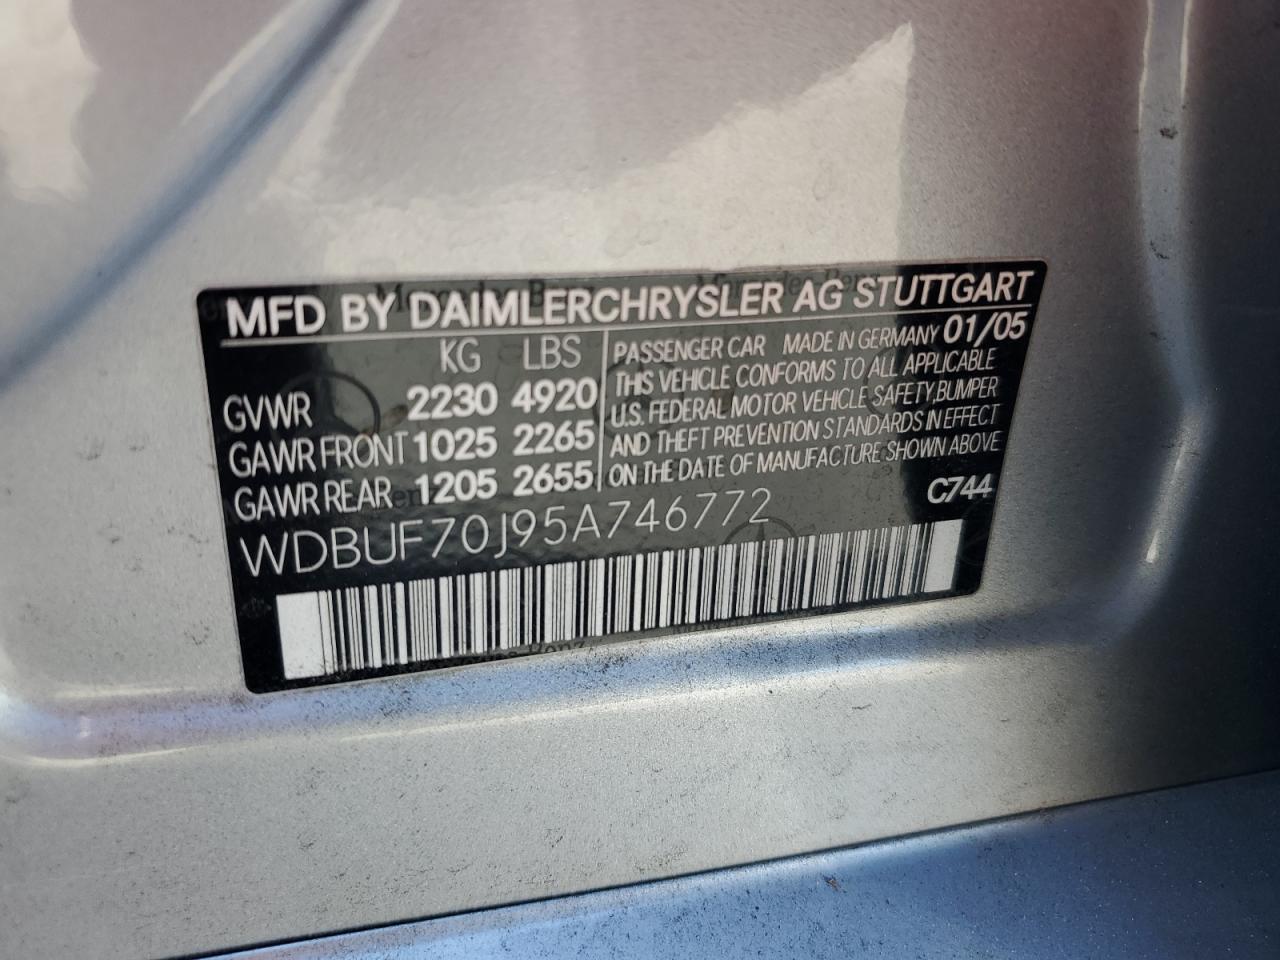 MFD BY DAIMLERCHRYSLER AG STUTTGART
KG LBS
GVWR 2230 4920
GAWR FRONT 1025 2265
GAWR REAR 1205 2655
PASSENGER CAR MADE IN GERMANY 01/05
THIS VEHICLE CONFORMS TO ALL APPLICABLE
U.S. FEDERAL MOTOR VEHICLE SAFETY, BUMPER
AND THEFT PREVENTION STANDARDS IN EFFECT
ON THE DATE OF MANUFACTURE SHOWN ABOVE
C744
WDBUF70J95A746772